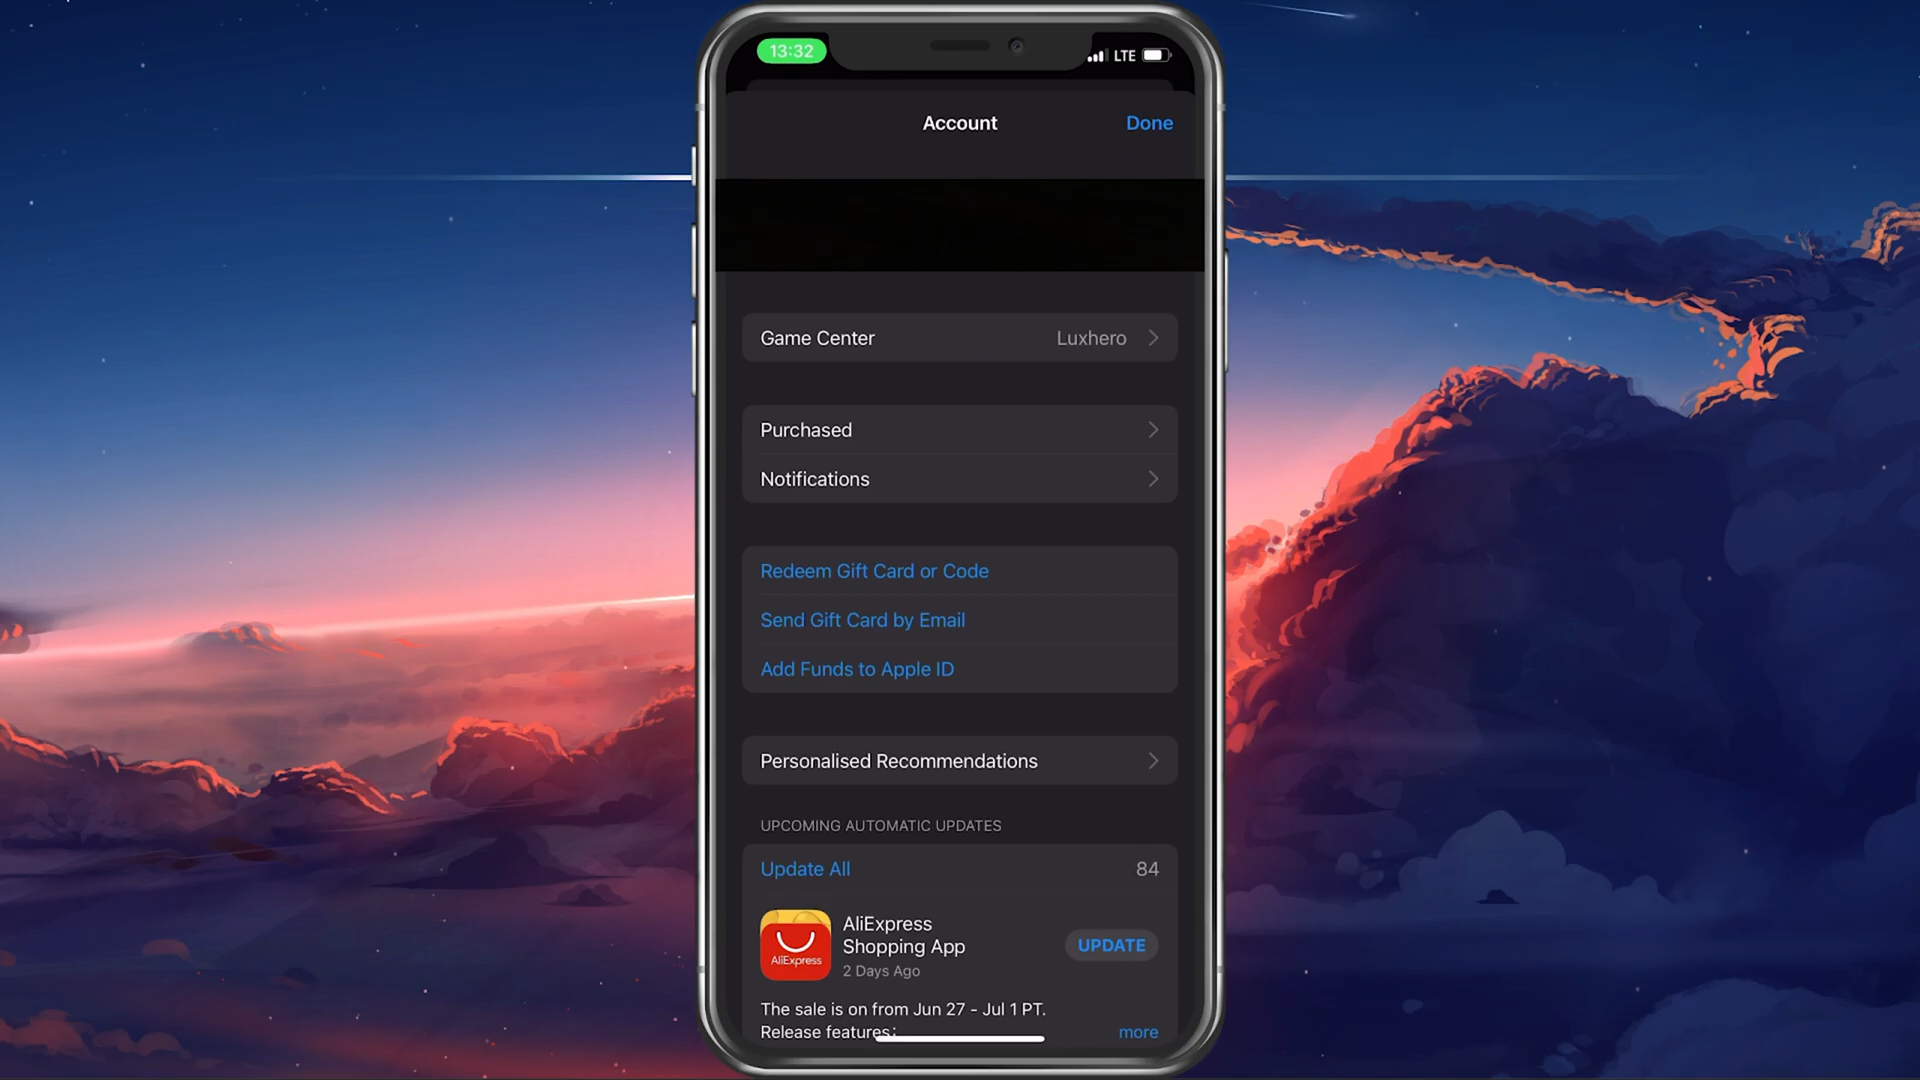 13:32
LTE
Account
Done
Game Center
Luxhero
Purchased
Notifications
Redeem Gift Card or Code
Send Gift Card by Email
Add Funds to Apple ID
Personalised Recommendations
UPCOMING AUTOMATIC UPDATES
Update All
84
AliExpress
AliExpress
Shopping App
2 Days Ago
UPDATE
The sale is on from Jun 27 - Jul 1 PT.
Release features:
more